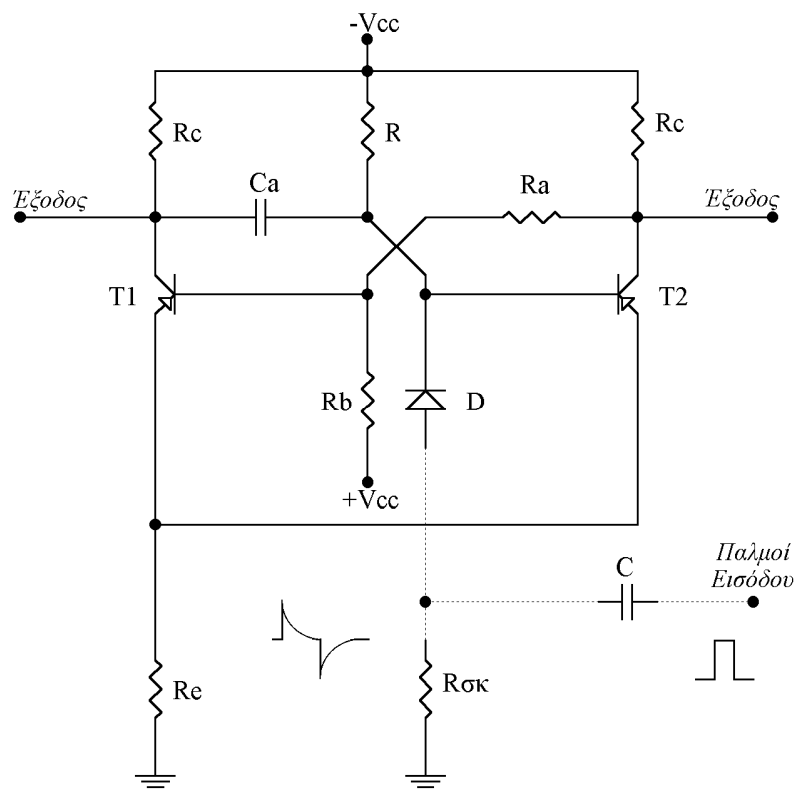 -Vcc
Rc
R
Rc
Ca
Ra
Έξοδος
Έξοδος
T1
T2
Rb
D
+Vcc
C
Παλμοί
Εισόδου
Re
Rσκ